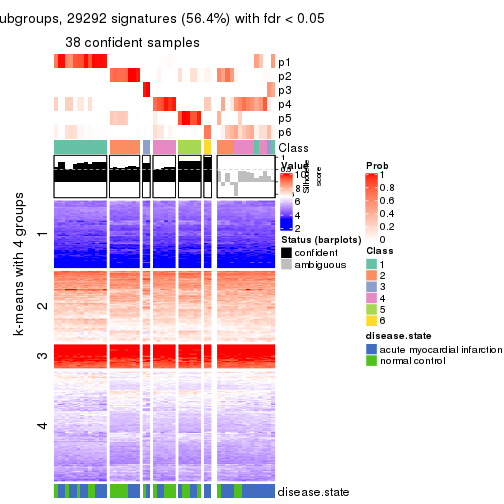 ubgroups, 29292 signatures (56.4%) with fdr < 0.05
38 confident samples
p1
p2
p3
p4
p5
p6
Class
1
Silhouette
score
Value
10
8
6
4
2
Status (barplots)
confident
ambiguous
Prob
1
0.8
0.6
0.4
0.2
0
Class
1
2
3
4
5
6
disease.state
acute myocardial infarction
normal control
k-means with 4 groups
1
2
3
4
disease.state